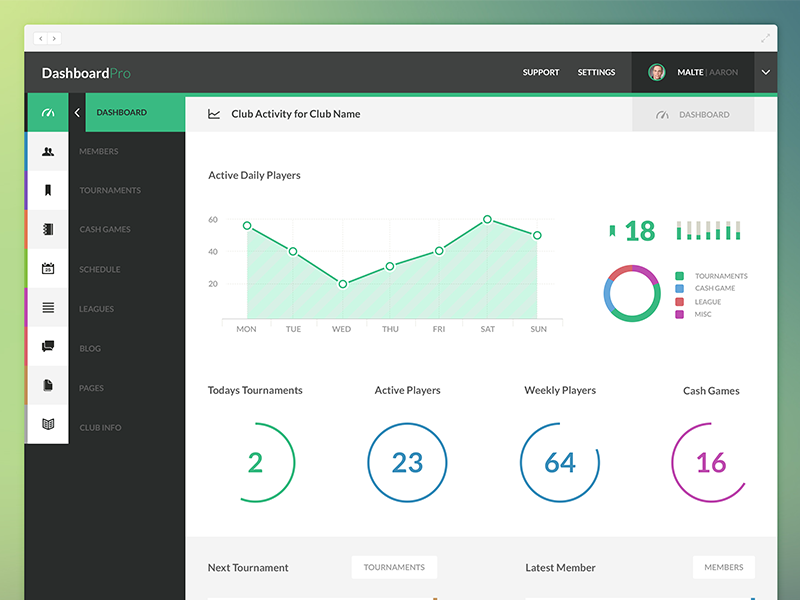 DashboardPro
SUPPORT
SETTINGS
MALTE | AARON
DASHBOARD
MEMBERS
TOURNAMENTS
CASH GAMES
SCHEDULE
LEAGUES
BLOG
PAGES
CLUB INFO
Club Activity for Club Name
DASHBOARD
Active Daily Players
60
40
20
MON TUE WED THU FRI SAT SUN
18
TOURNAMENTS
CASH GAME
LEAGUE
MISC
Todays Tournaments
2
Active Players
23
Weekly Players
64
Cash Games
16
Next Tournament
TOURNAMENTS
Latest Member
MEMBERS